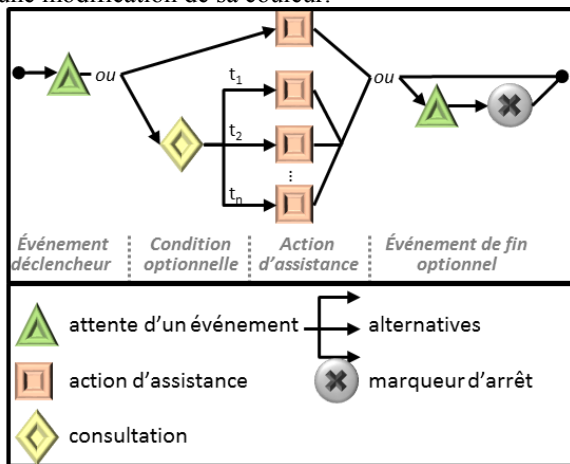 une modification de sa couleur.
ou
t1
t2
⋮
tn
ou
Événement déclencheur
Condition optionnelle
Action d'assistance
Événement de fin optionnel
attente d'un événement
alternatives
action d'assistance
marqueur d'arrêt
consultation